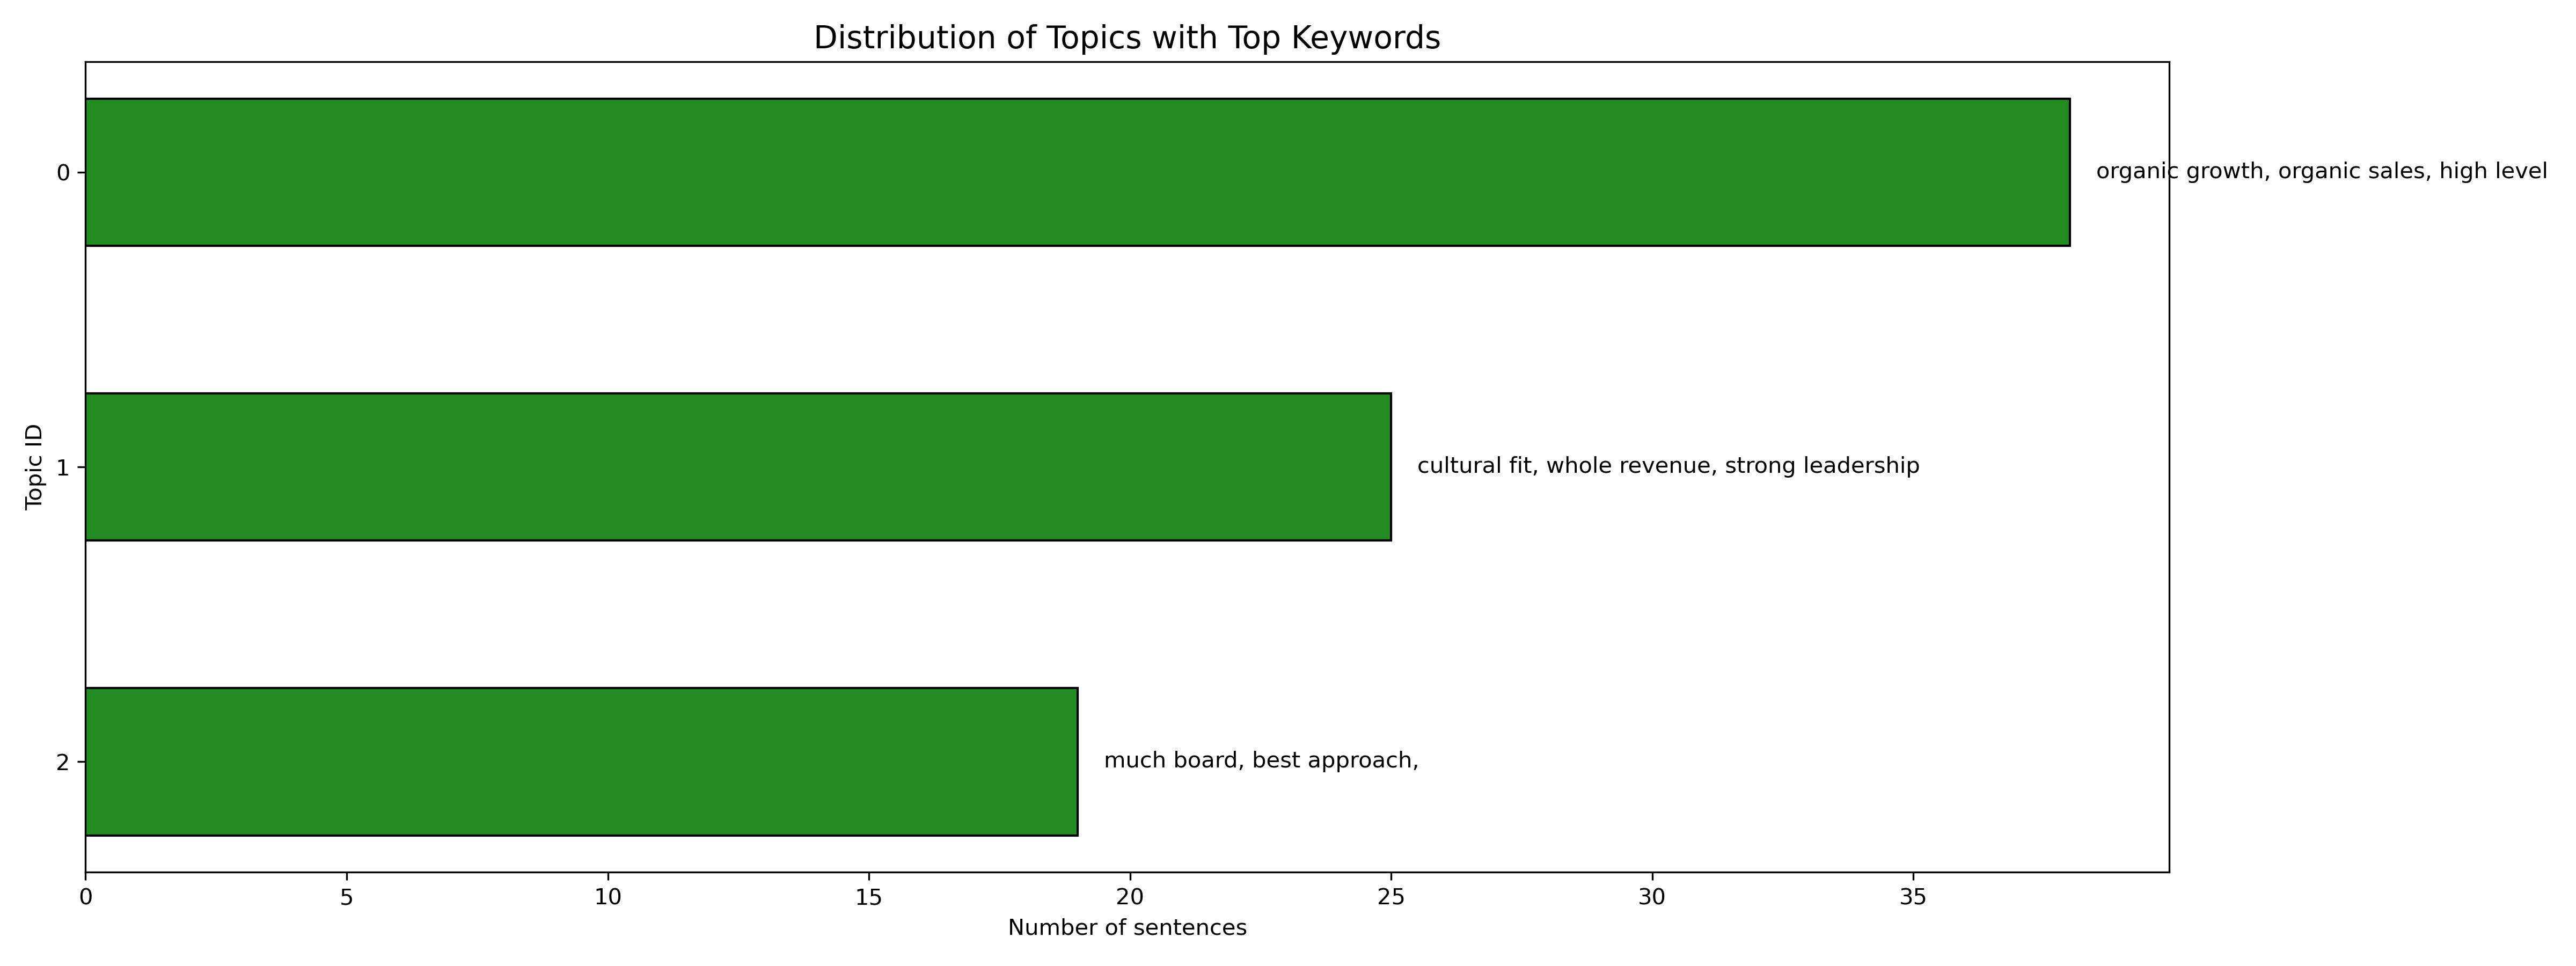 Distribution of Topics with Top Keywords
0
organic growth, organic sales, high level
Topic ID
1
cultural fit, whole revenue, strong leadership
2
much board, best approach,
0 5 10 15 20 25 30 35
Number of sentences